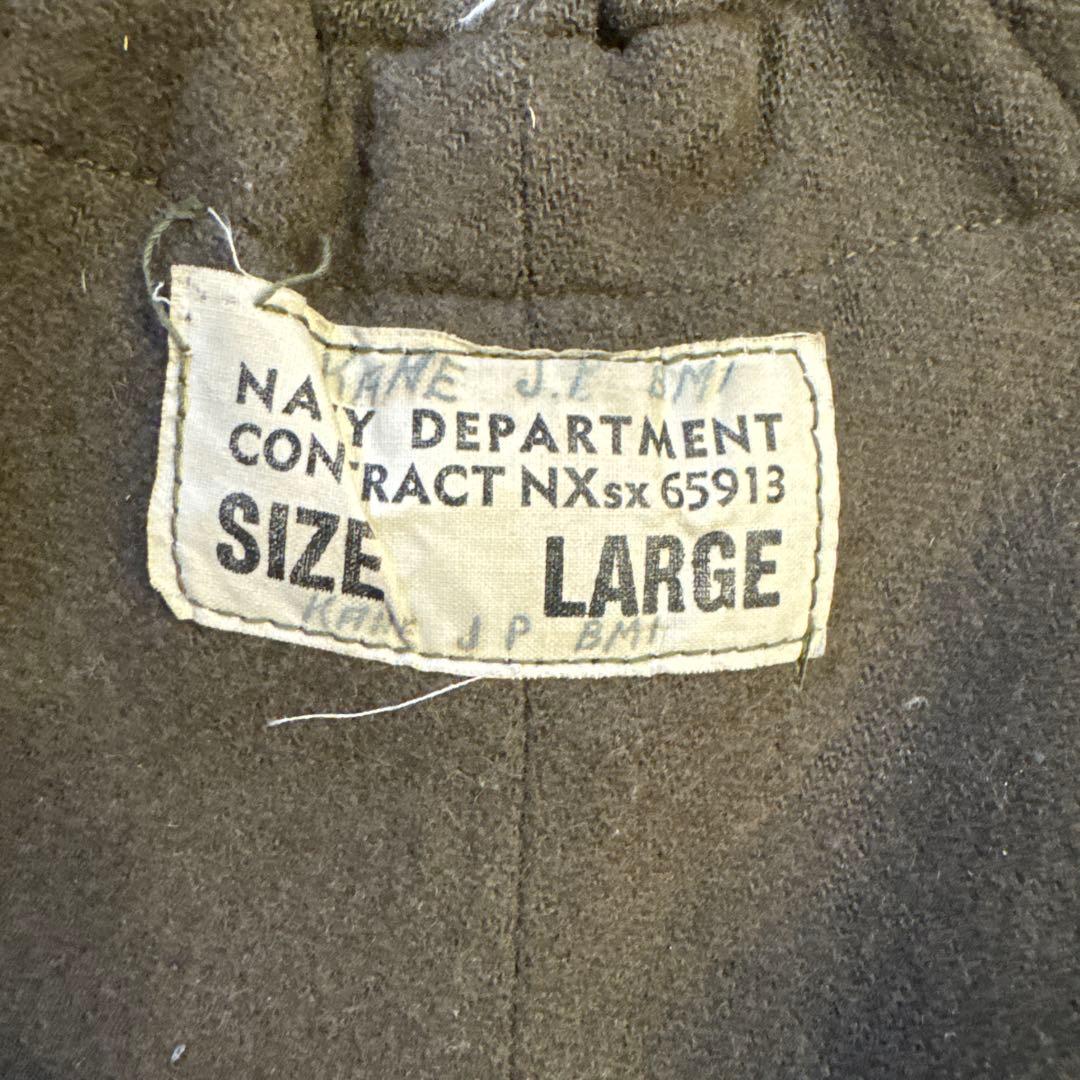 KANE J.P BM1
NAVY DEPARTMENT
CONTRACT NXsx 65913
SIZE LARGE
KANE J P BM1